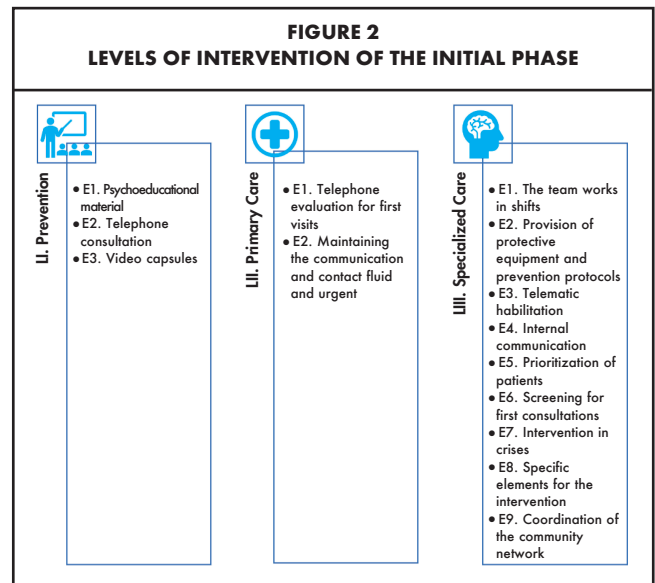 FIGURE 2
LEVELS OF INTERVENTION OF THE INITIAL PHASE
LI. Prevention
• E1. Psychoeducational
material
• E2. Telephone
consultation
• E3. Video capsules
LII. Primary Care
• E1. Telephone
evaluation for first
visits
• E2. Maintaining
the communication
and contact fluid
and urgent
LIII. Specialized Care
• E1. The team works
in shifts
• E2. Provision of
protective
equipment and
prevention protocols
• E3. Telematic
habilitation
• E4. Internal
communication
• E5. Prioritization of
patients
• E6. Screening for
first consultations
• E7. Intervention in
crises
• E8. Specific
elements for the
intervention
• E9. Coordination of
the community
network